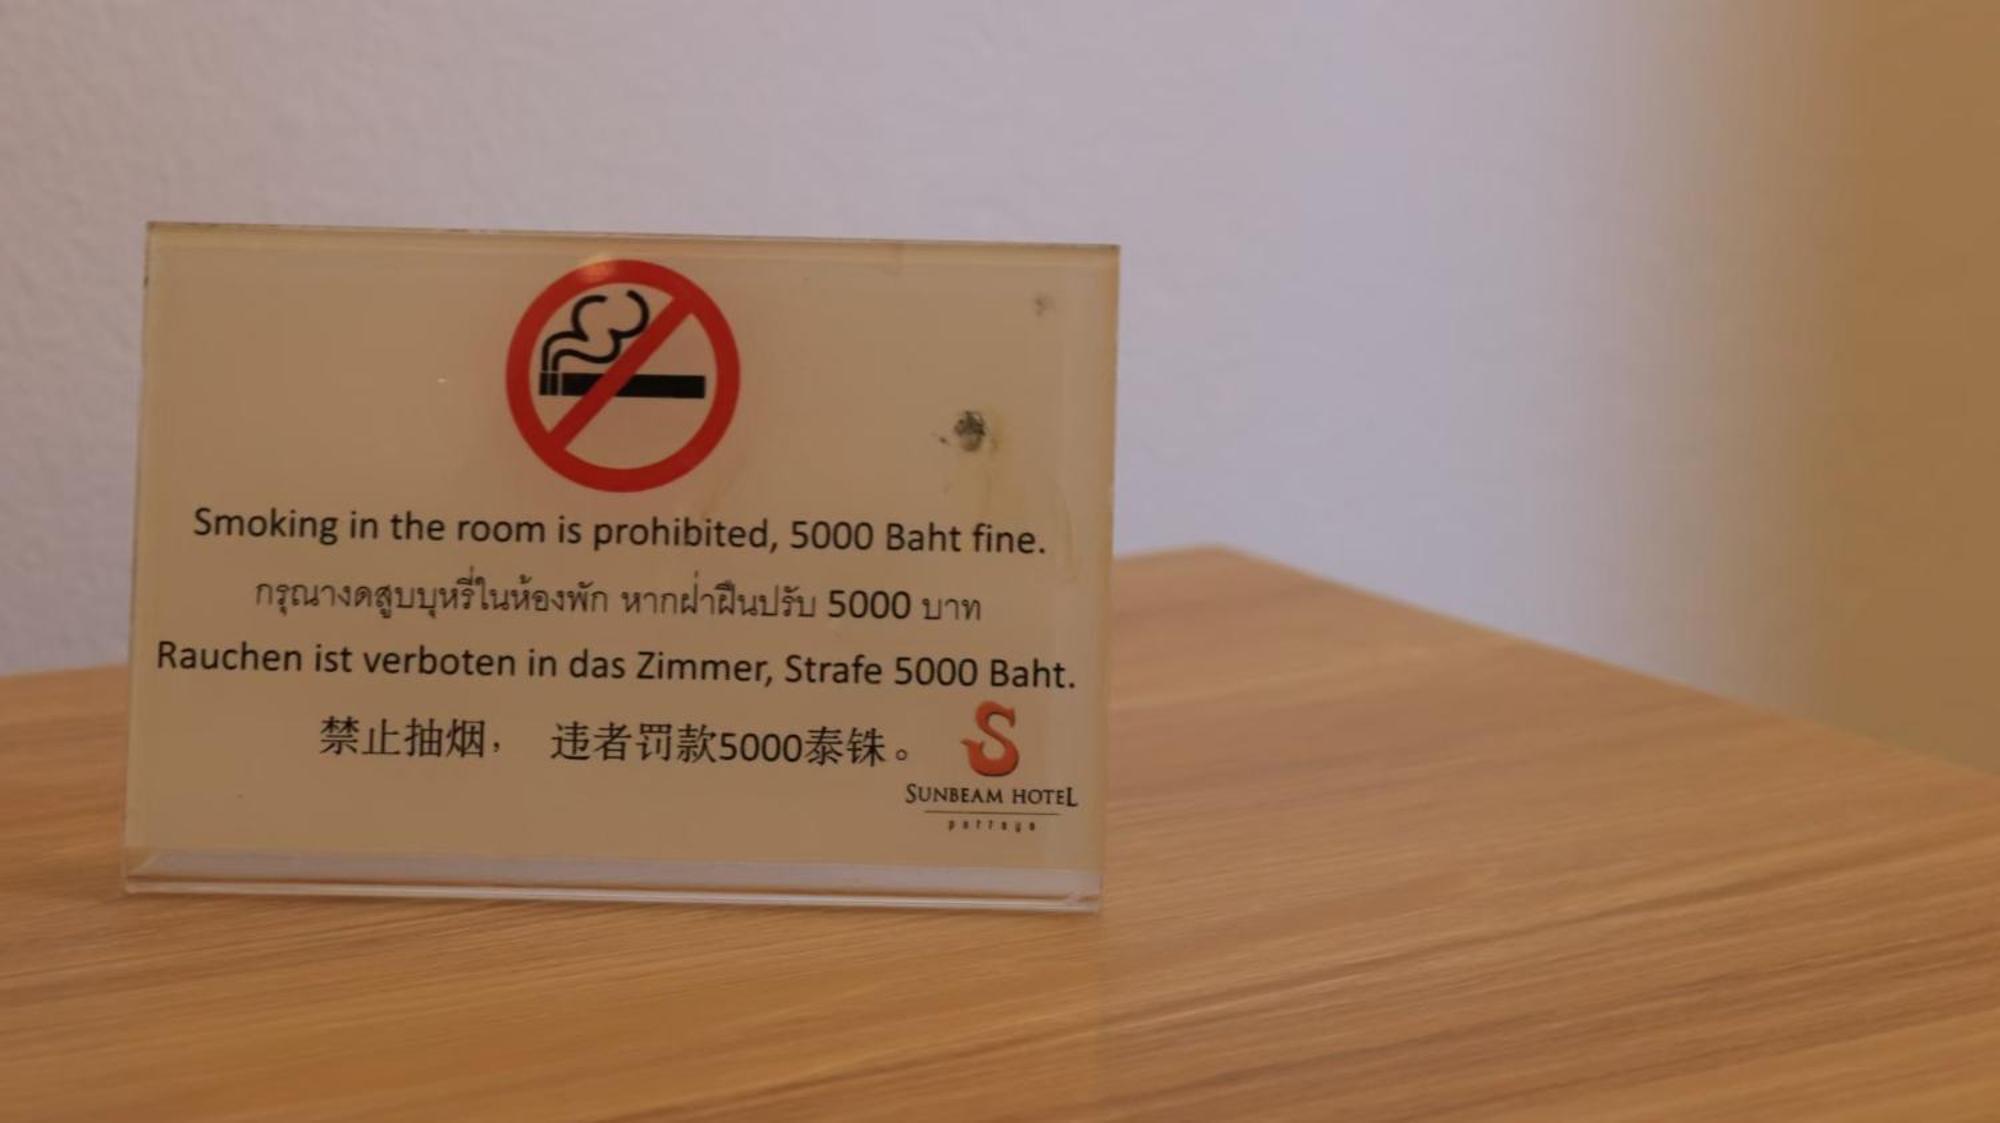 Smoking in the room is prohibited, 5000 Baht fine.
กรุณางดสูบบุหรี่ในห้องพัก หากฝ่าฝืนปรับ 5000 บาท
Rauchen ist verboten in das Zimmer, Strafe 5000 Baht.
禁止抽烟， 违者罚款5000泰铢。
S
SUNBEAM HOTEL
pattaya